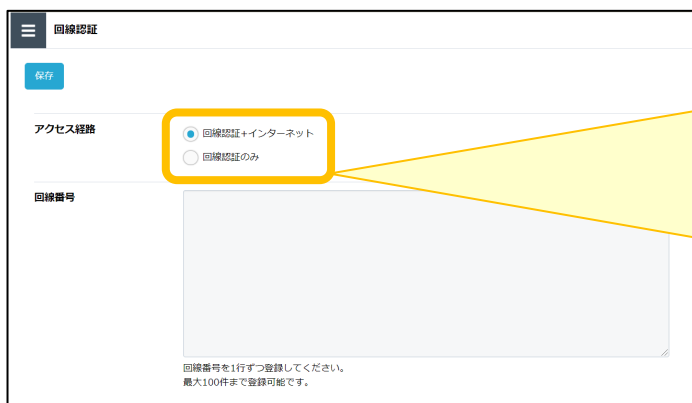 回線認証
保存
アクセス経路
回線認証+インターネット
回線認証のみ
回線番号
回線番号を1行ずつ登録してください。
最大100件まで登録可能です。